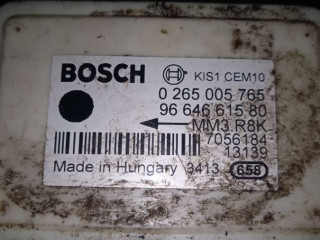 BOSCH KIS1 CEM10
0 265 005 765
96 646 615 80
MM3.R8K
7056184
13139
Made in Hungary 3413 658